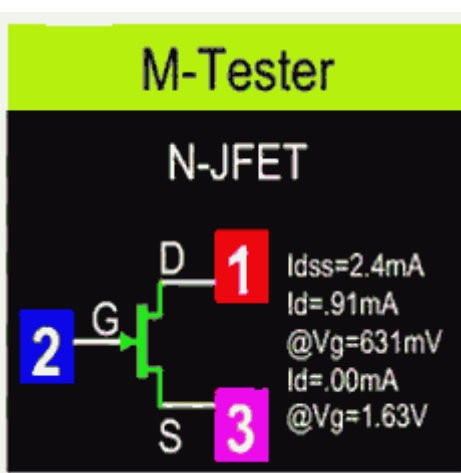 M-Tester
N-JFET
D
1
Idss=2.4mA
Id=.91mA
2
G
@Vg=631mV
Id=.00mA
S
3
@Vg=1.63V